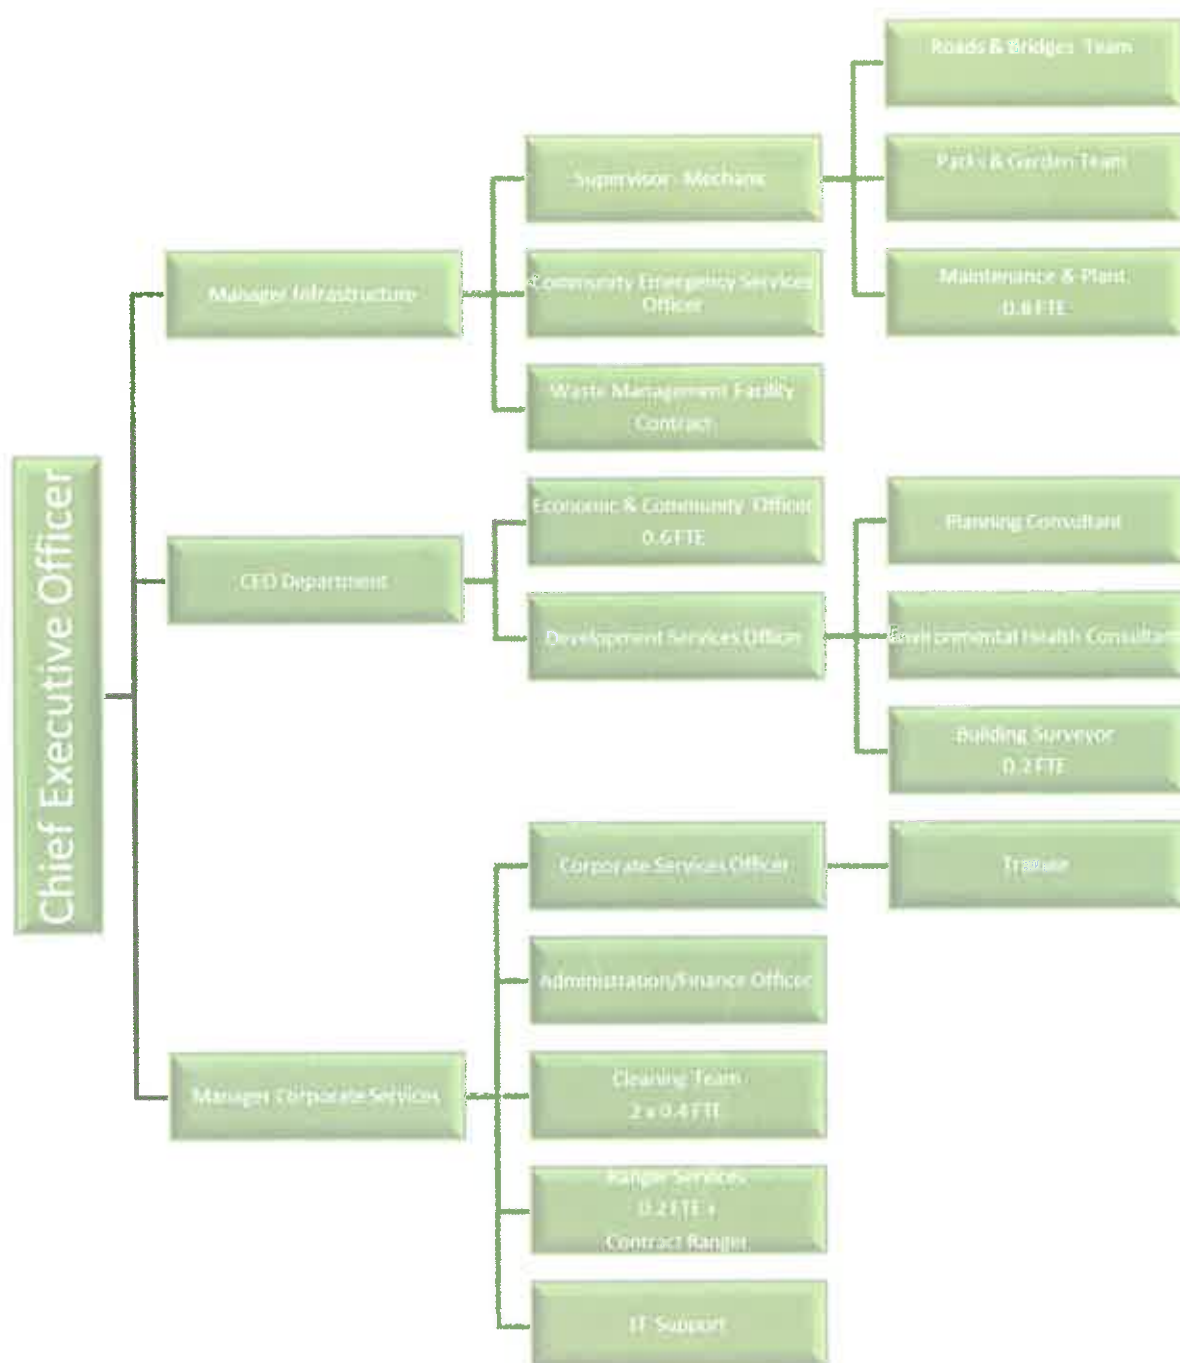 Chief Executive Officer
Manager Infrastructure
Supervisor - Mechanic
Roads & Bridges Team
Parks & Garden Team
Maintenance & Plant
0.8 FTE
Community Emergency Services
Officer
Waste Management Facility
Contract
CEO Department
Economic & Community Officer
0.6 FTE
Development Services Officer
Planning Consultant
Environmental Health Consultant
Building Surveyor
0.2 FTE
Manager Corporate Services
Corporate Services Officer
Trainee
Administration/Finance Officer
Cleaning Team
2 x 0.4 FTE
Ranger Services
0.2 FTE +
Contract Ranger
IT Support